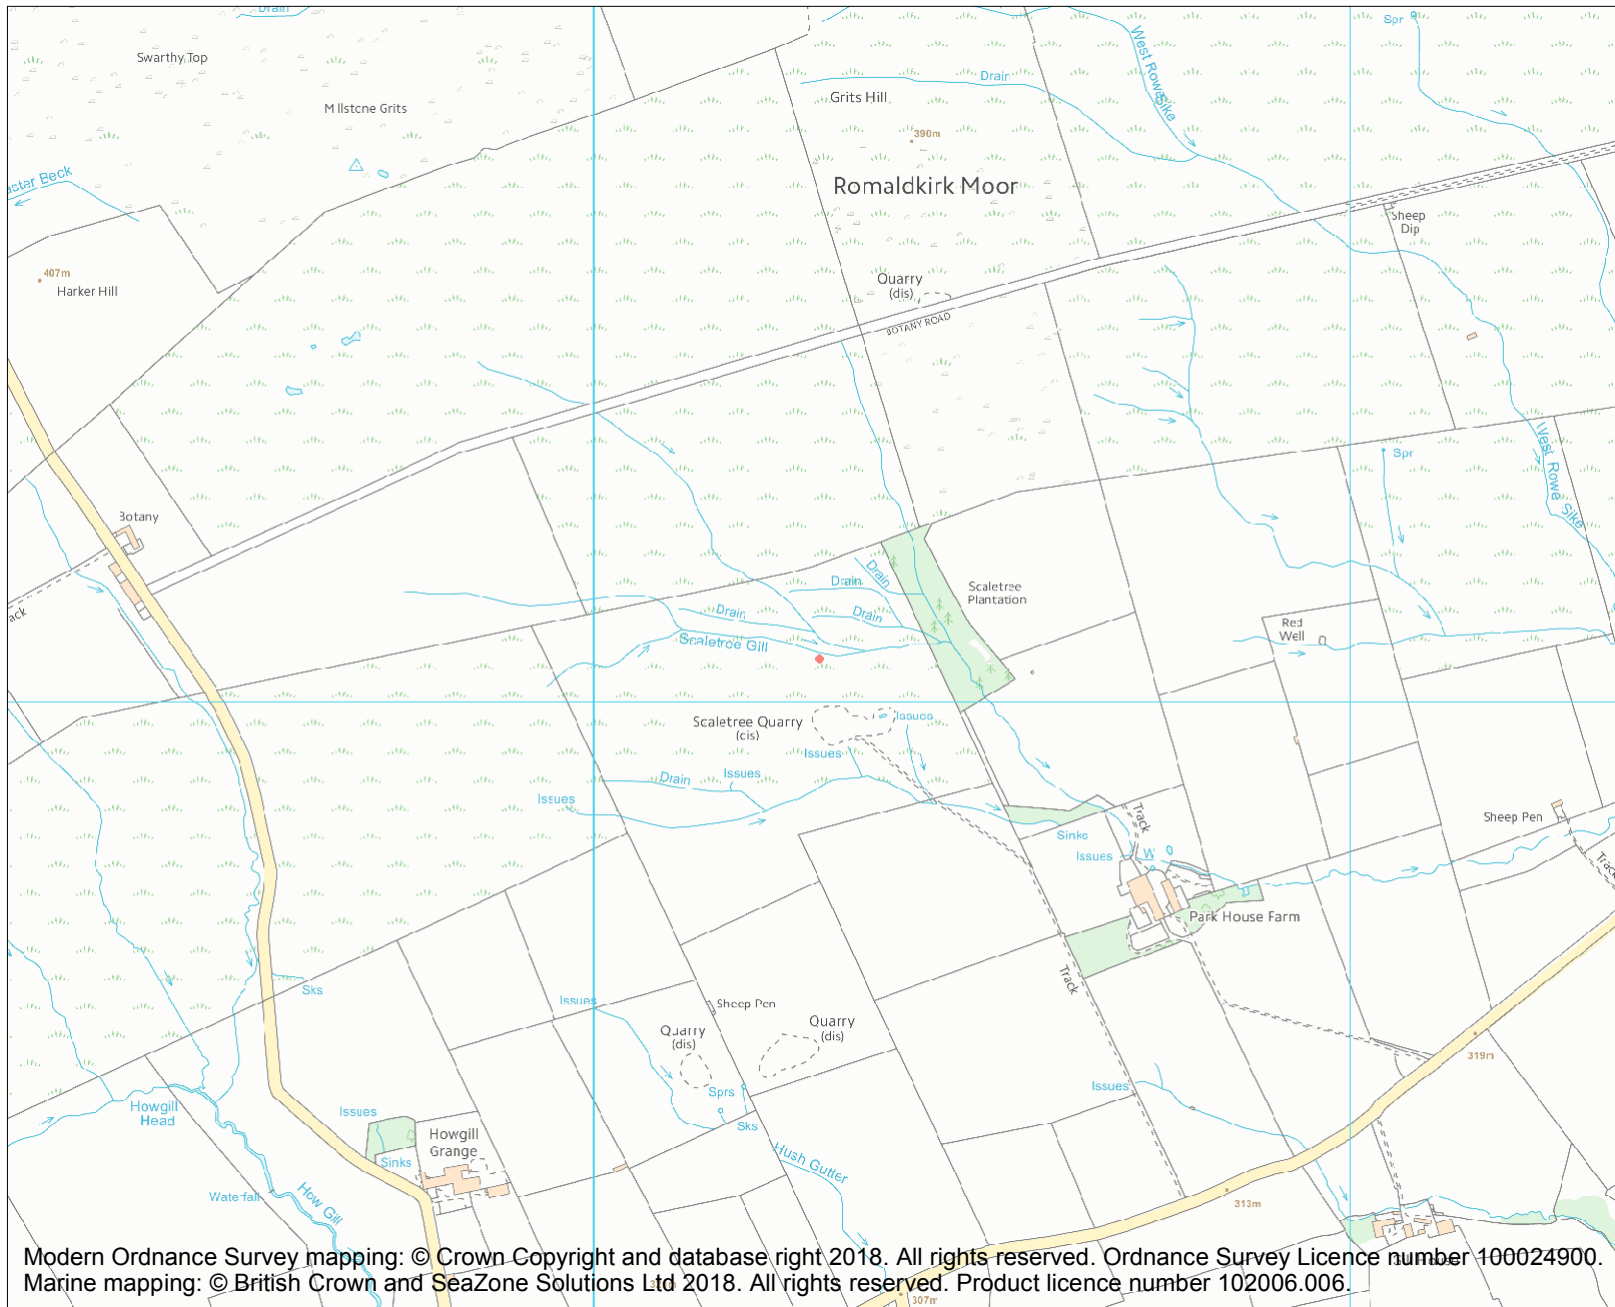 Drain
Spr
Swarthy Top
West Rowe Sike
Drain
Grits Hill
M llstcne Grits
390m
Romaldkirk Moor
Sheep
Dip
407m
Harker Hill
Quarry
(dis)
BOTANY ROAD
Spr
West Rowe Sike
Botany
Drain
Drain
Scaletree
Plantation
Drain
Drain
Red
Well
Scaletree Gill
Issues
Scaletree Quarry
(cis)
Issues
Drain
Issues
Issues
Track
Sheep Pen
Sinks
Issues
W
Track
Park House Farm
Track
Sks
Issues
Sheep Pen
Quarry
(dis)
Quarry
(dis)
319m
Issues
Sprs
Howgill
Head
Issues
Sks
Howgill
Grange
Sinks
Hush Gutter
Waterfall
How Gill
313m
Modern Ordnance Survey mapping: © Crown Copyright and database right 2018. All rights reserved. Ordnance Survey Licence number 100024900.
Marine mapping: © British Crown and SeaZone Solutions Ltd 2018. All rights reserved. Product licence number 102006.006.
307m